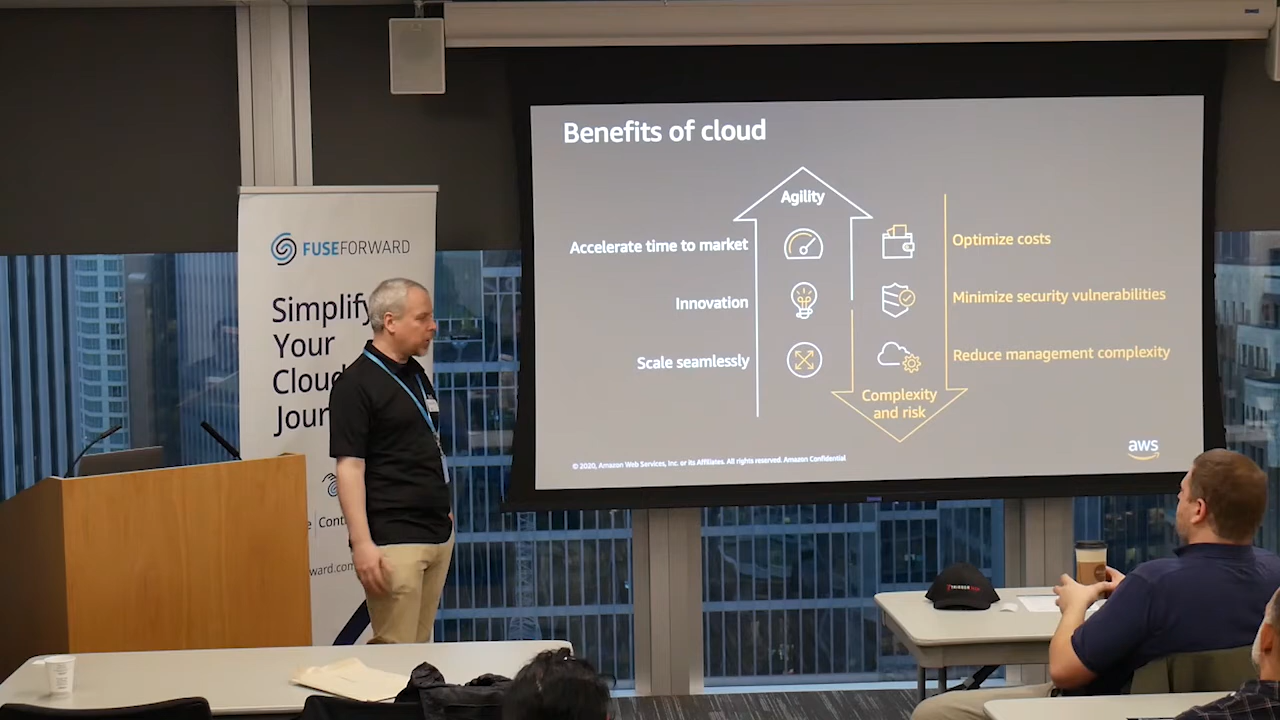 FUSEFORWARD
Simplify
Your
Cloud
Jour
Cont
ward.com
Benefits of cloud
Agility
Accelerate time to market
Innovation
Scale seamlessly
Optimize costs
Minimize security vulnerabilities
Reduce management complexity
Complexity
and risk
© 2020, Amazon Web Services, Inc. or its Affiliates. All rights reserved. Amazon Confidential
aws